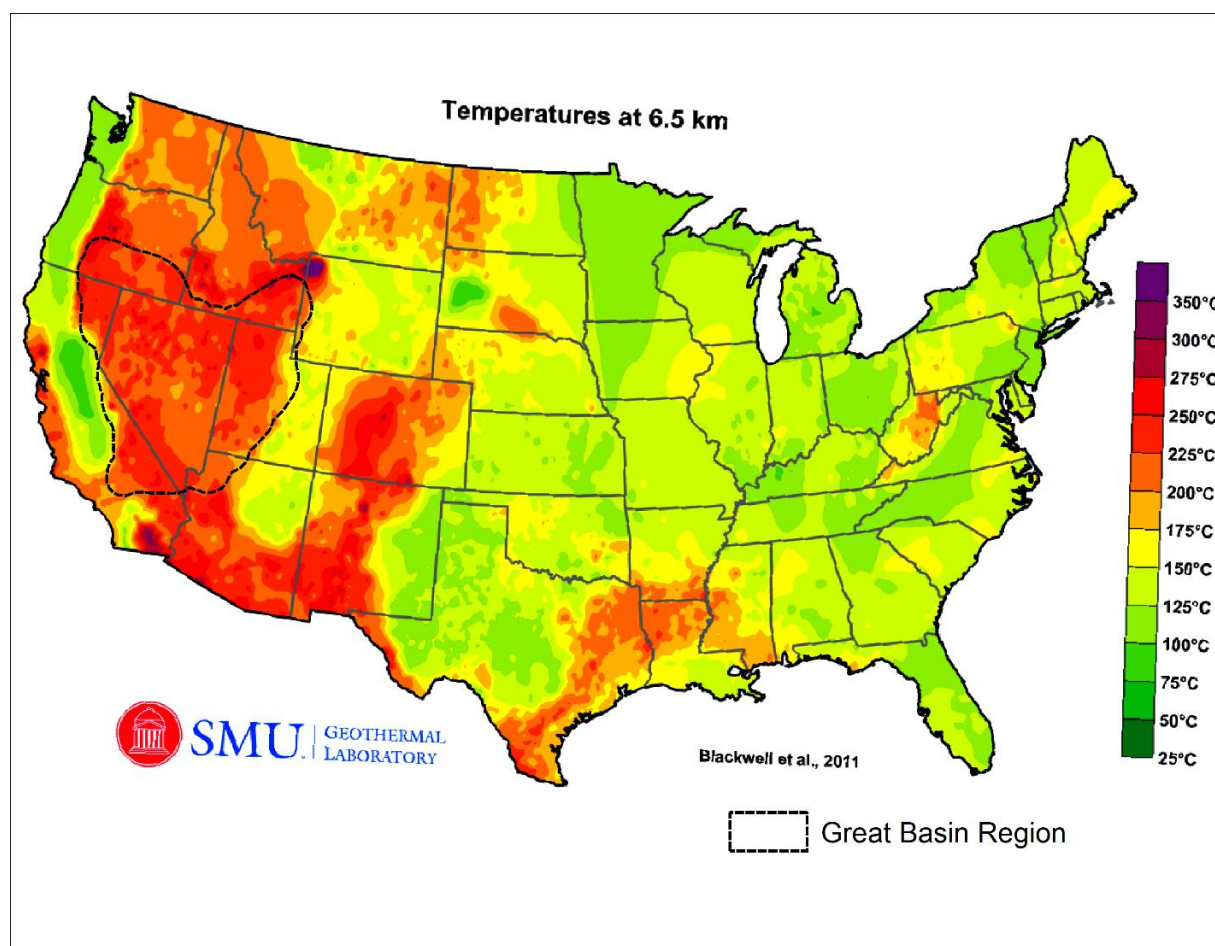 Temperatures at 6.5 km
350°C
300°C
275°C
250°C
225°C
200°C
175°C
150°C
125°C
100°C
75°C
50°C
25°C
SMU.
GEOTHERMAL
LABORATORY
Blackwell et al., 2011
Great Basin Region